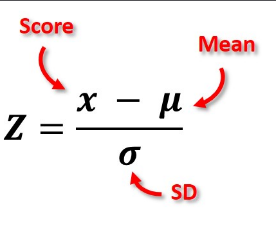 Score
Mean
Z = x − μ / σ
SD